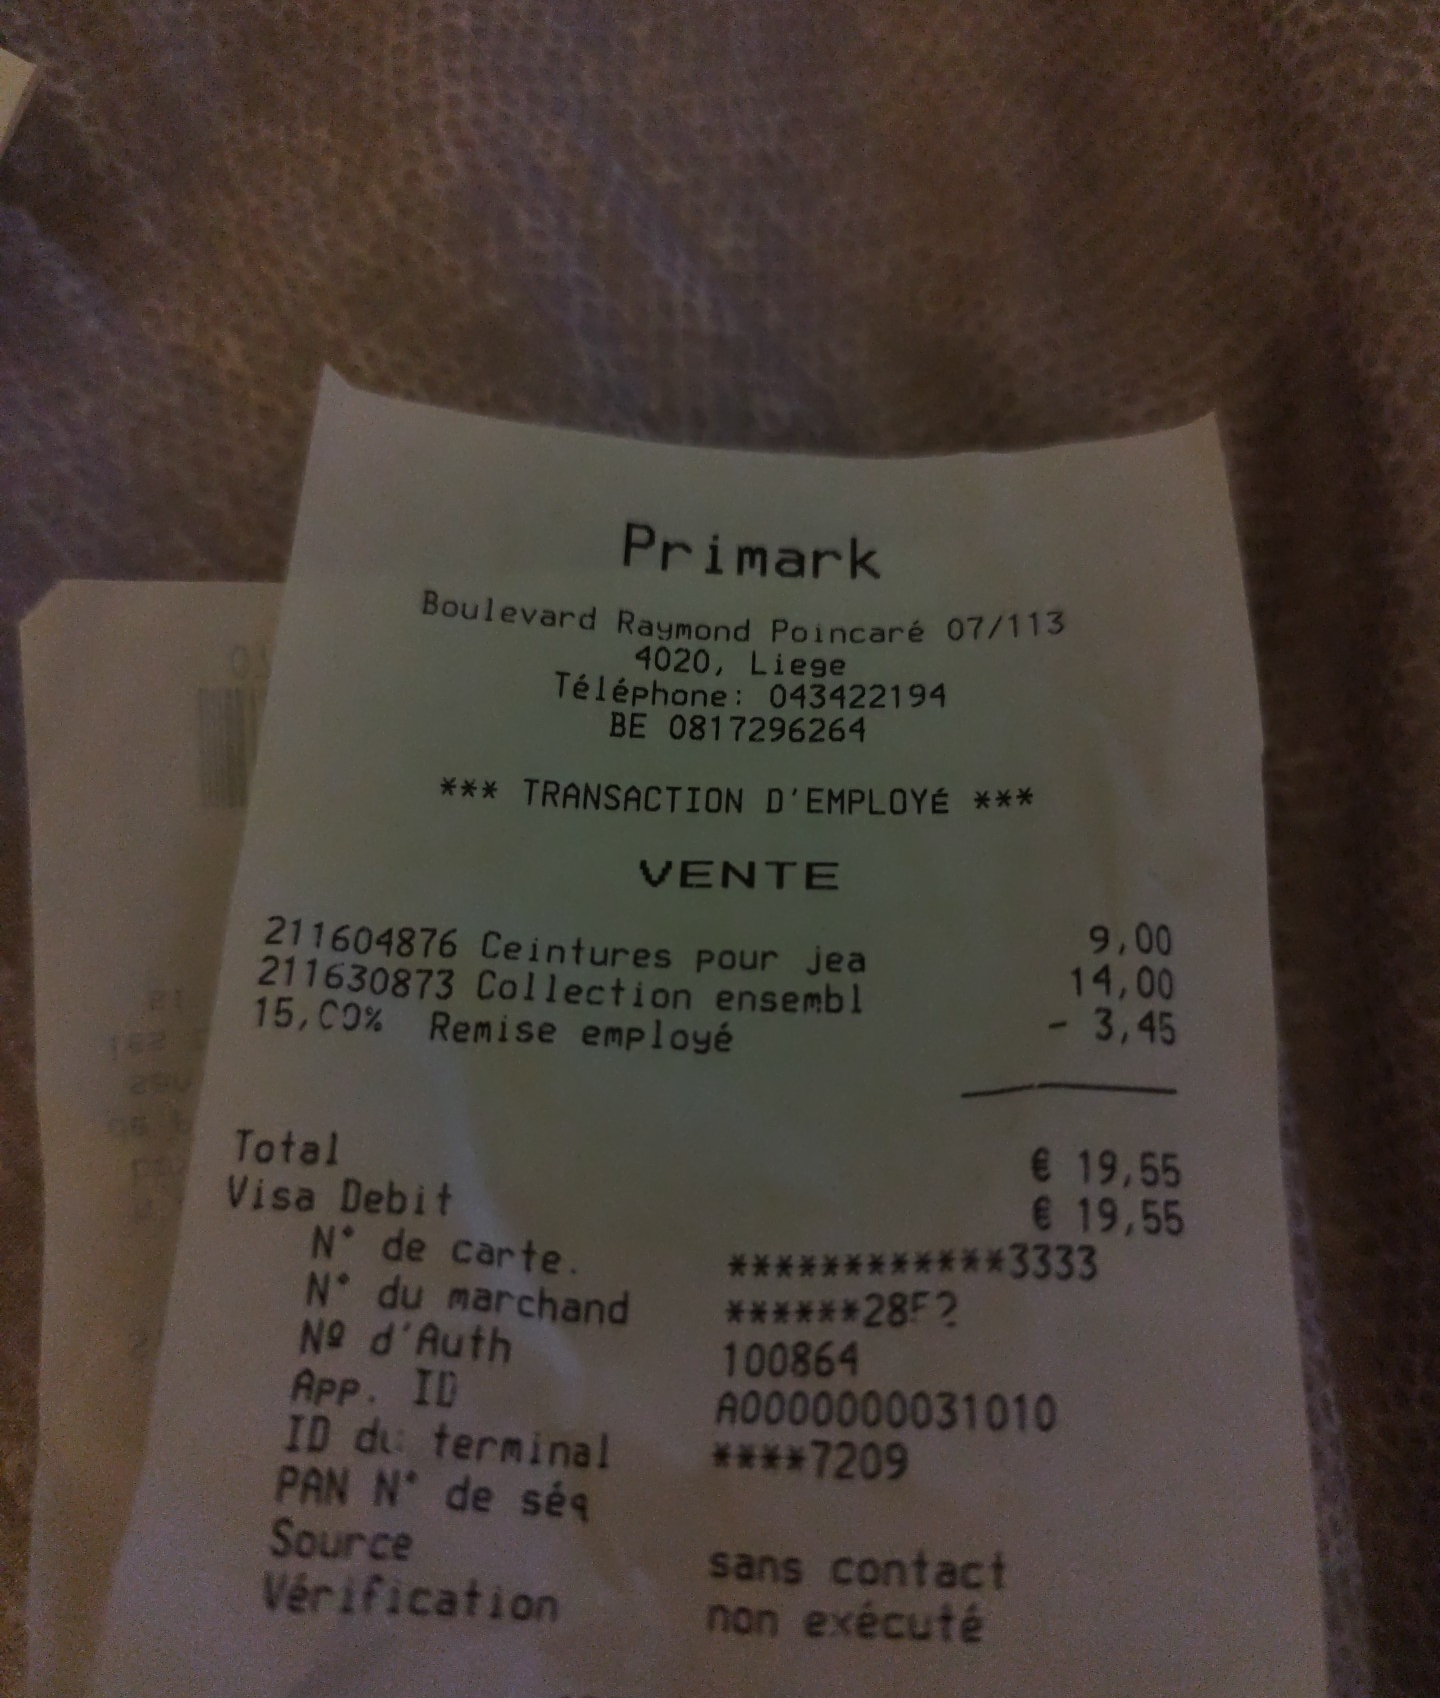 Primark
Boulevard Raymond Poincaré 07/113
4020, Liege
Téléphone: 043422194
BE 0817296264
*** TRANSACTION D'EMPLOYÉ ***
VENTE
211604876 Ceintures pour jea 9,00
211630873 Collection ensembl 14,00
15,00% Remise employé - 3,45
Total € 19,55
Visa Debit € 19,55
N° de carte. ************3333
N° du marchand
Nº d'Auth 100864
App. ID A0000000031010
ID du terminal ****7209
PAN N° de séq
Source sans contact
Vérification non exécuté